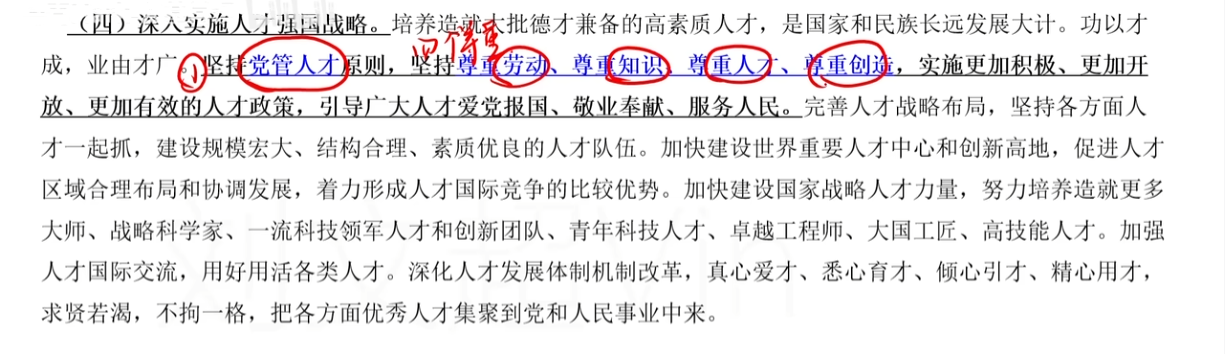 (四)深入实施人才强国战略。培养造就大批德才兼备的高素质人才，是国家和民族长远发展大计。功以才
四个尊重
成，业由才广。坚持党管人才原则，坚持尊重劳动、尊重知识、尊重人才、尊重创造，实施更加积极、更加开
小
放、更加有效的人才政策，引导广大人才爱党报国、敬业奉献、服务人民。完善人才战略布局，坚持各方面人
才一起抓，建设规模宏大、结构合理、素质优良的人才队伍。加快建设世界重要人才中心和创新高地，促进人才
区域合理布局和协调发展，着力形成人才国际竞争的比较优势。加快建设国家战略人才力量，努力培养造就更多
大师、战略科学家、一流科技领军人才和创新团队、青年科技人才、卓越工程师、大国工匠、高技能人才。加强
人才国际交流，用好用活各类人才。深化人才发展体制机制改革，真心爱才、悉心育才、倾心引才、精心用才，
求贤若渴，不拘一格，把各方面优秀人才集聚到党和人民事业中来。